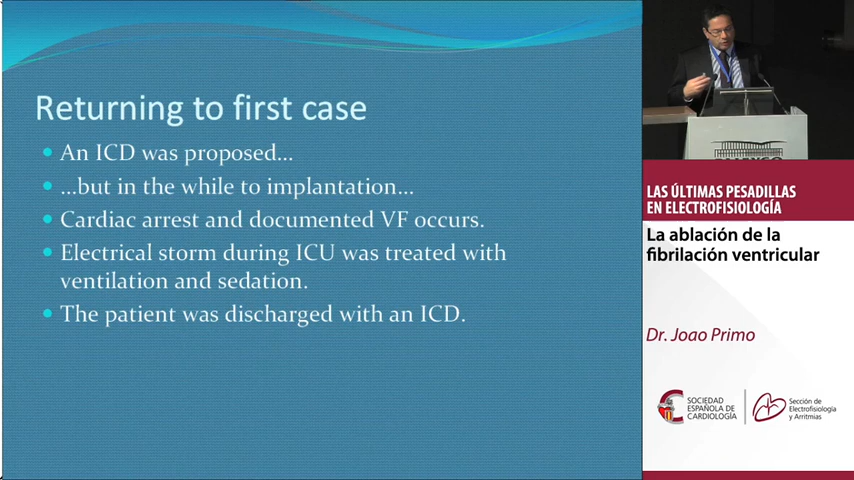 Returning to first case
An ICD was proposed...
...but in the while to implantation...
Cardiac arrest and documented VF occurs.
Electrical storm during ICU was treated with
ventilation and sedation.
The patient was discharged with an ICD.
LAS ÚLTIMAS PESADILLAS
EN ELECTROFISIOLOGÍA
La ablación de la
fibrilación ventricular
Dr. Joao Primo
SOCIEDAD
ESPAÑOLA DE
CARDIOLOGÍA
Sección de
Electrofisiología
y Arritmias